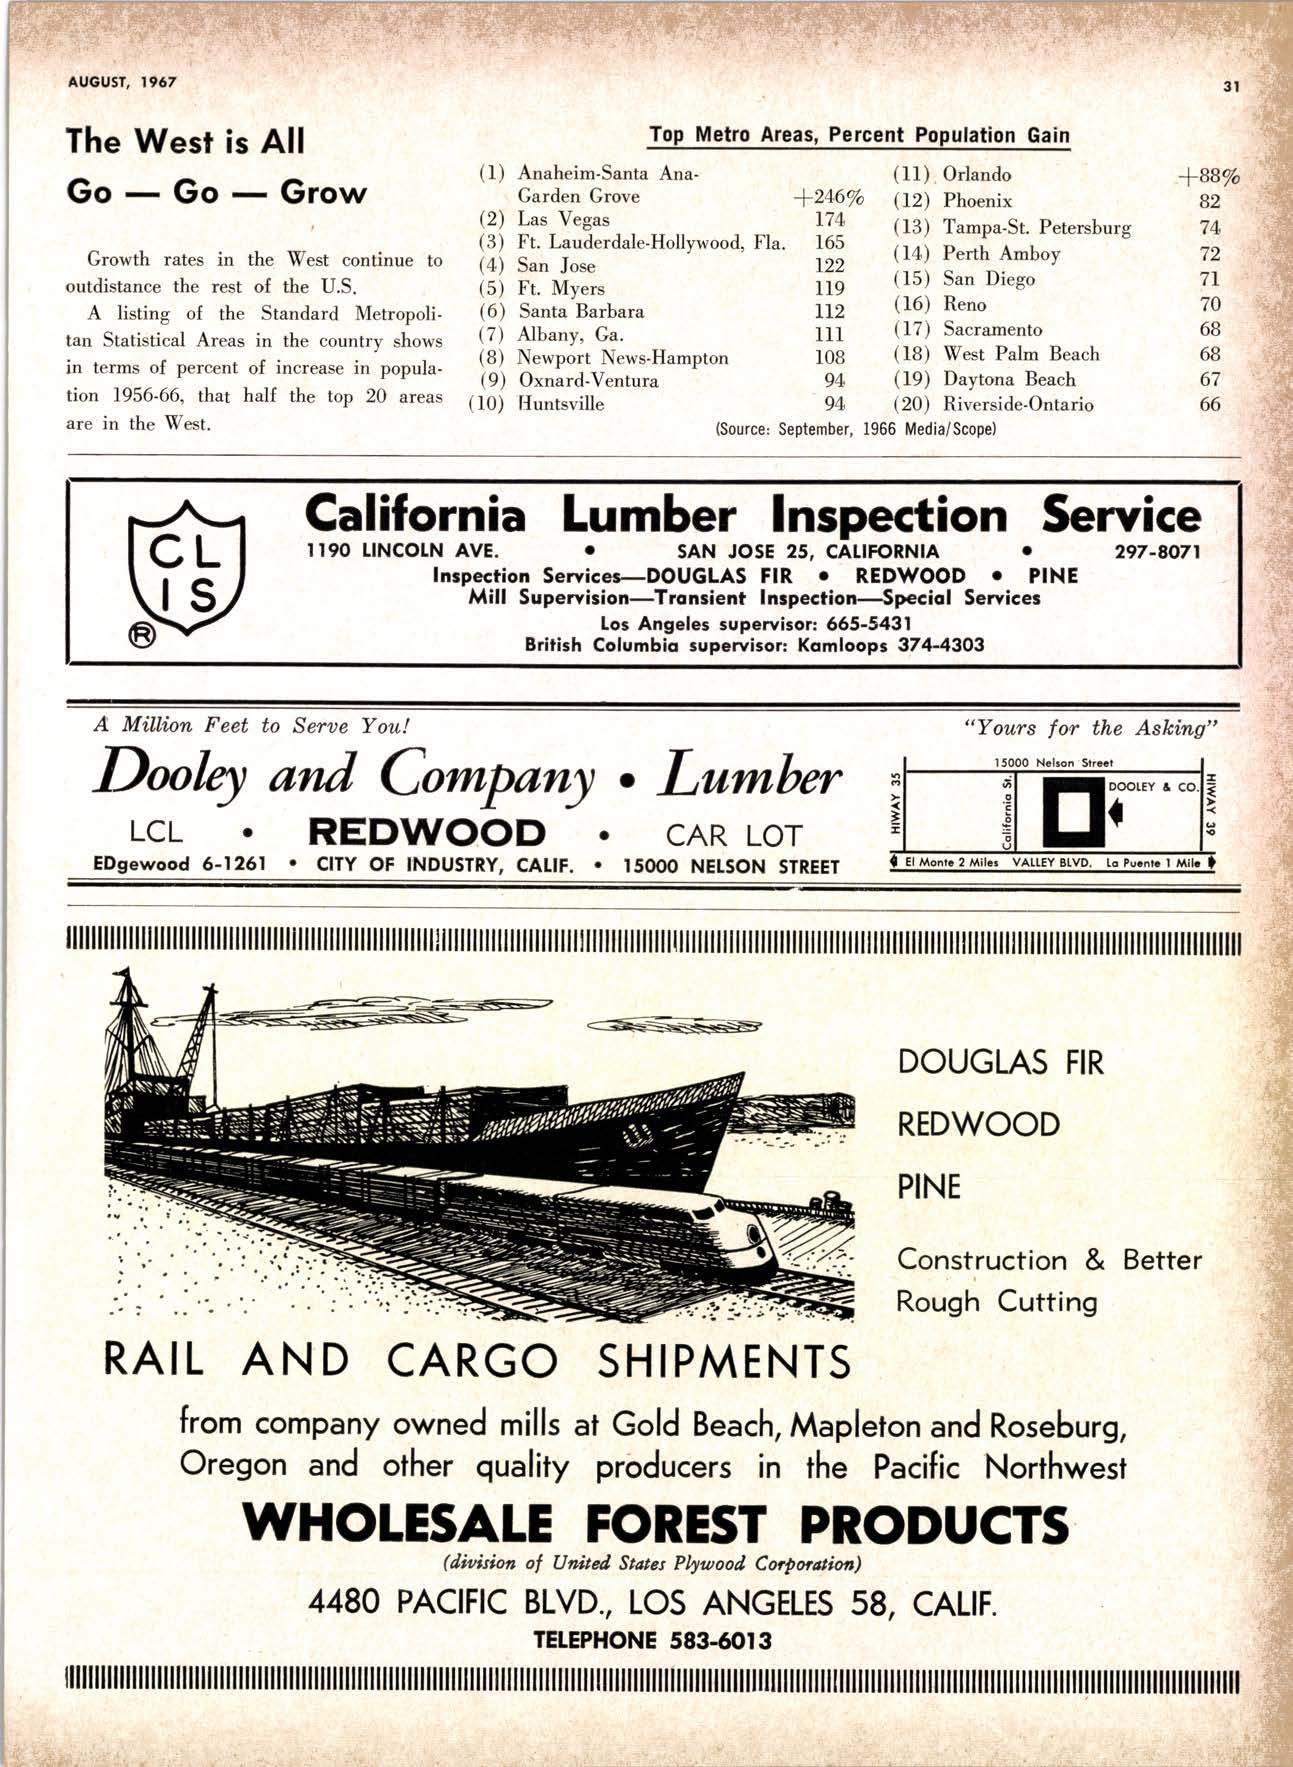 AUGUST, 1967
31
The West is All
Go — Go — Grow
Growth rates in the West continue to
outdistance the rest of the U.S.
A listing of the Standard Metropoli-
tan Statistical Areas in the country shows
in terms of percent of increase in popula-
tion 1956-66, that half the top 20 areas
are in the West.
Top Metro Areas, Percent Population Gain
(1) Anaheim-Santa Ana-
Garden Grove +246%
(2) Las Vegas 174
(3) Ft. Lauderdale-Hollywood, Fla. 165
(4) San Jose 122
(5) Ft. Myers 119
(6) Santa Barbara 112
(7) Albany, Ga. 111
(8) Newport News-Hampton 108
(9) Oxnard-Ventura 94
(10) Huntsville 94
(11) Orlando +88%
(12) Phoenix 82
(13) Tampa-St. Petersburg 74
(14) Perth Amboy 72
(15) San Diego 71
(16) Reno 70
(17) Sacramento 68
(18) West Palm Beach 68
(19) Daytona Beach 67
(20) Riverside-Ontario 66
(Source: September, 1966 Media/Scope)
CL
IS
®
California Lumber Inspection Service
1190 LINCOLN AVE. • SAN JOSE 25, CALIFORNIA • 297-8071
Inspection Services—DOUGLAS FIR • REDWOOD • PINE
Mill Supervision—Transient Inspection—Special Services
Los Angeles supervisor: 665-5431
British Columbia supervisor: Kamloops 374-4303
A Million Feet to Serve You!
"Yours for the Asking"
Dooley and Company • Lumber
LCL • REDWOOD • CAR LOT
EDgewood 6-1261 • CITY OF INDUSTRY, CALIF. • 15000 NELSON STREET
15000 Nelson Street
HIWAY 35
California St.
DOOLEY & CO.
HIWAY 39
El Monte 2 Miles VALLEY BLVD. La Puente 1 Mile
DOUGLAS FIR
REDWOOD
PINE
Construction & Better
Rough Cutting
RAIL AND CARGO SHIPMENTS
from company owned mills at Gold Beach, Mapleton and Roseburg,
Oregon and other quality producers in the Pacific Northwest
WHOLESALE FOREST PRODUCTS
(division of United States Plywood Corporation)
4480 PACIFIC BLVD., LOS ANGELES 58, CALIF.
TELEPHONE 583-6013